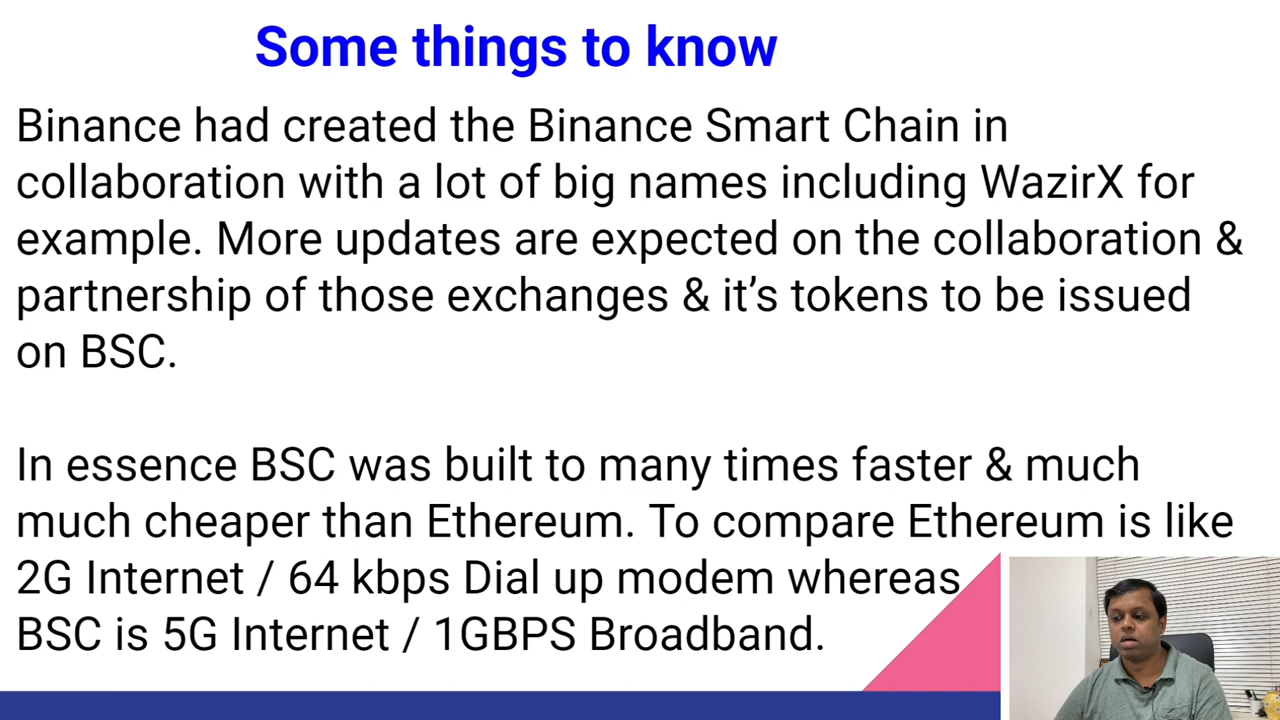 Some things to know
Binance had created the Binance Smart Chain in
collaboration with a lot of big names including WazirX for
example. More updates are expected on the collaboration &
partnership of those exchanges & it’s tokens to be issued
on BSC.
In essence BSC was built to many times faster & much
much cheaper than Ethereum. To compare Ethereum is like
2G Internet / 64 kbps Dial up modem whereas
BSC is 5G Internet / 1GBPS Broadband.